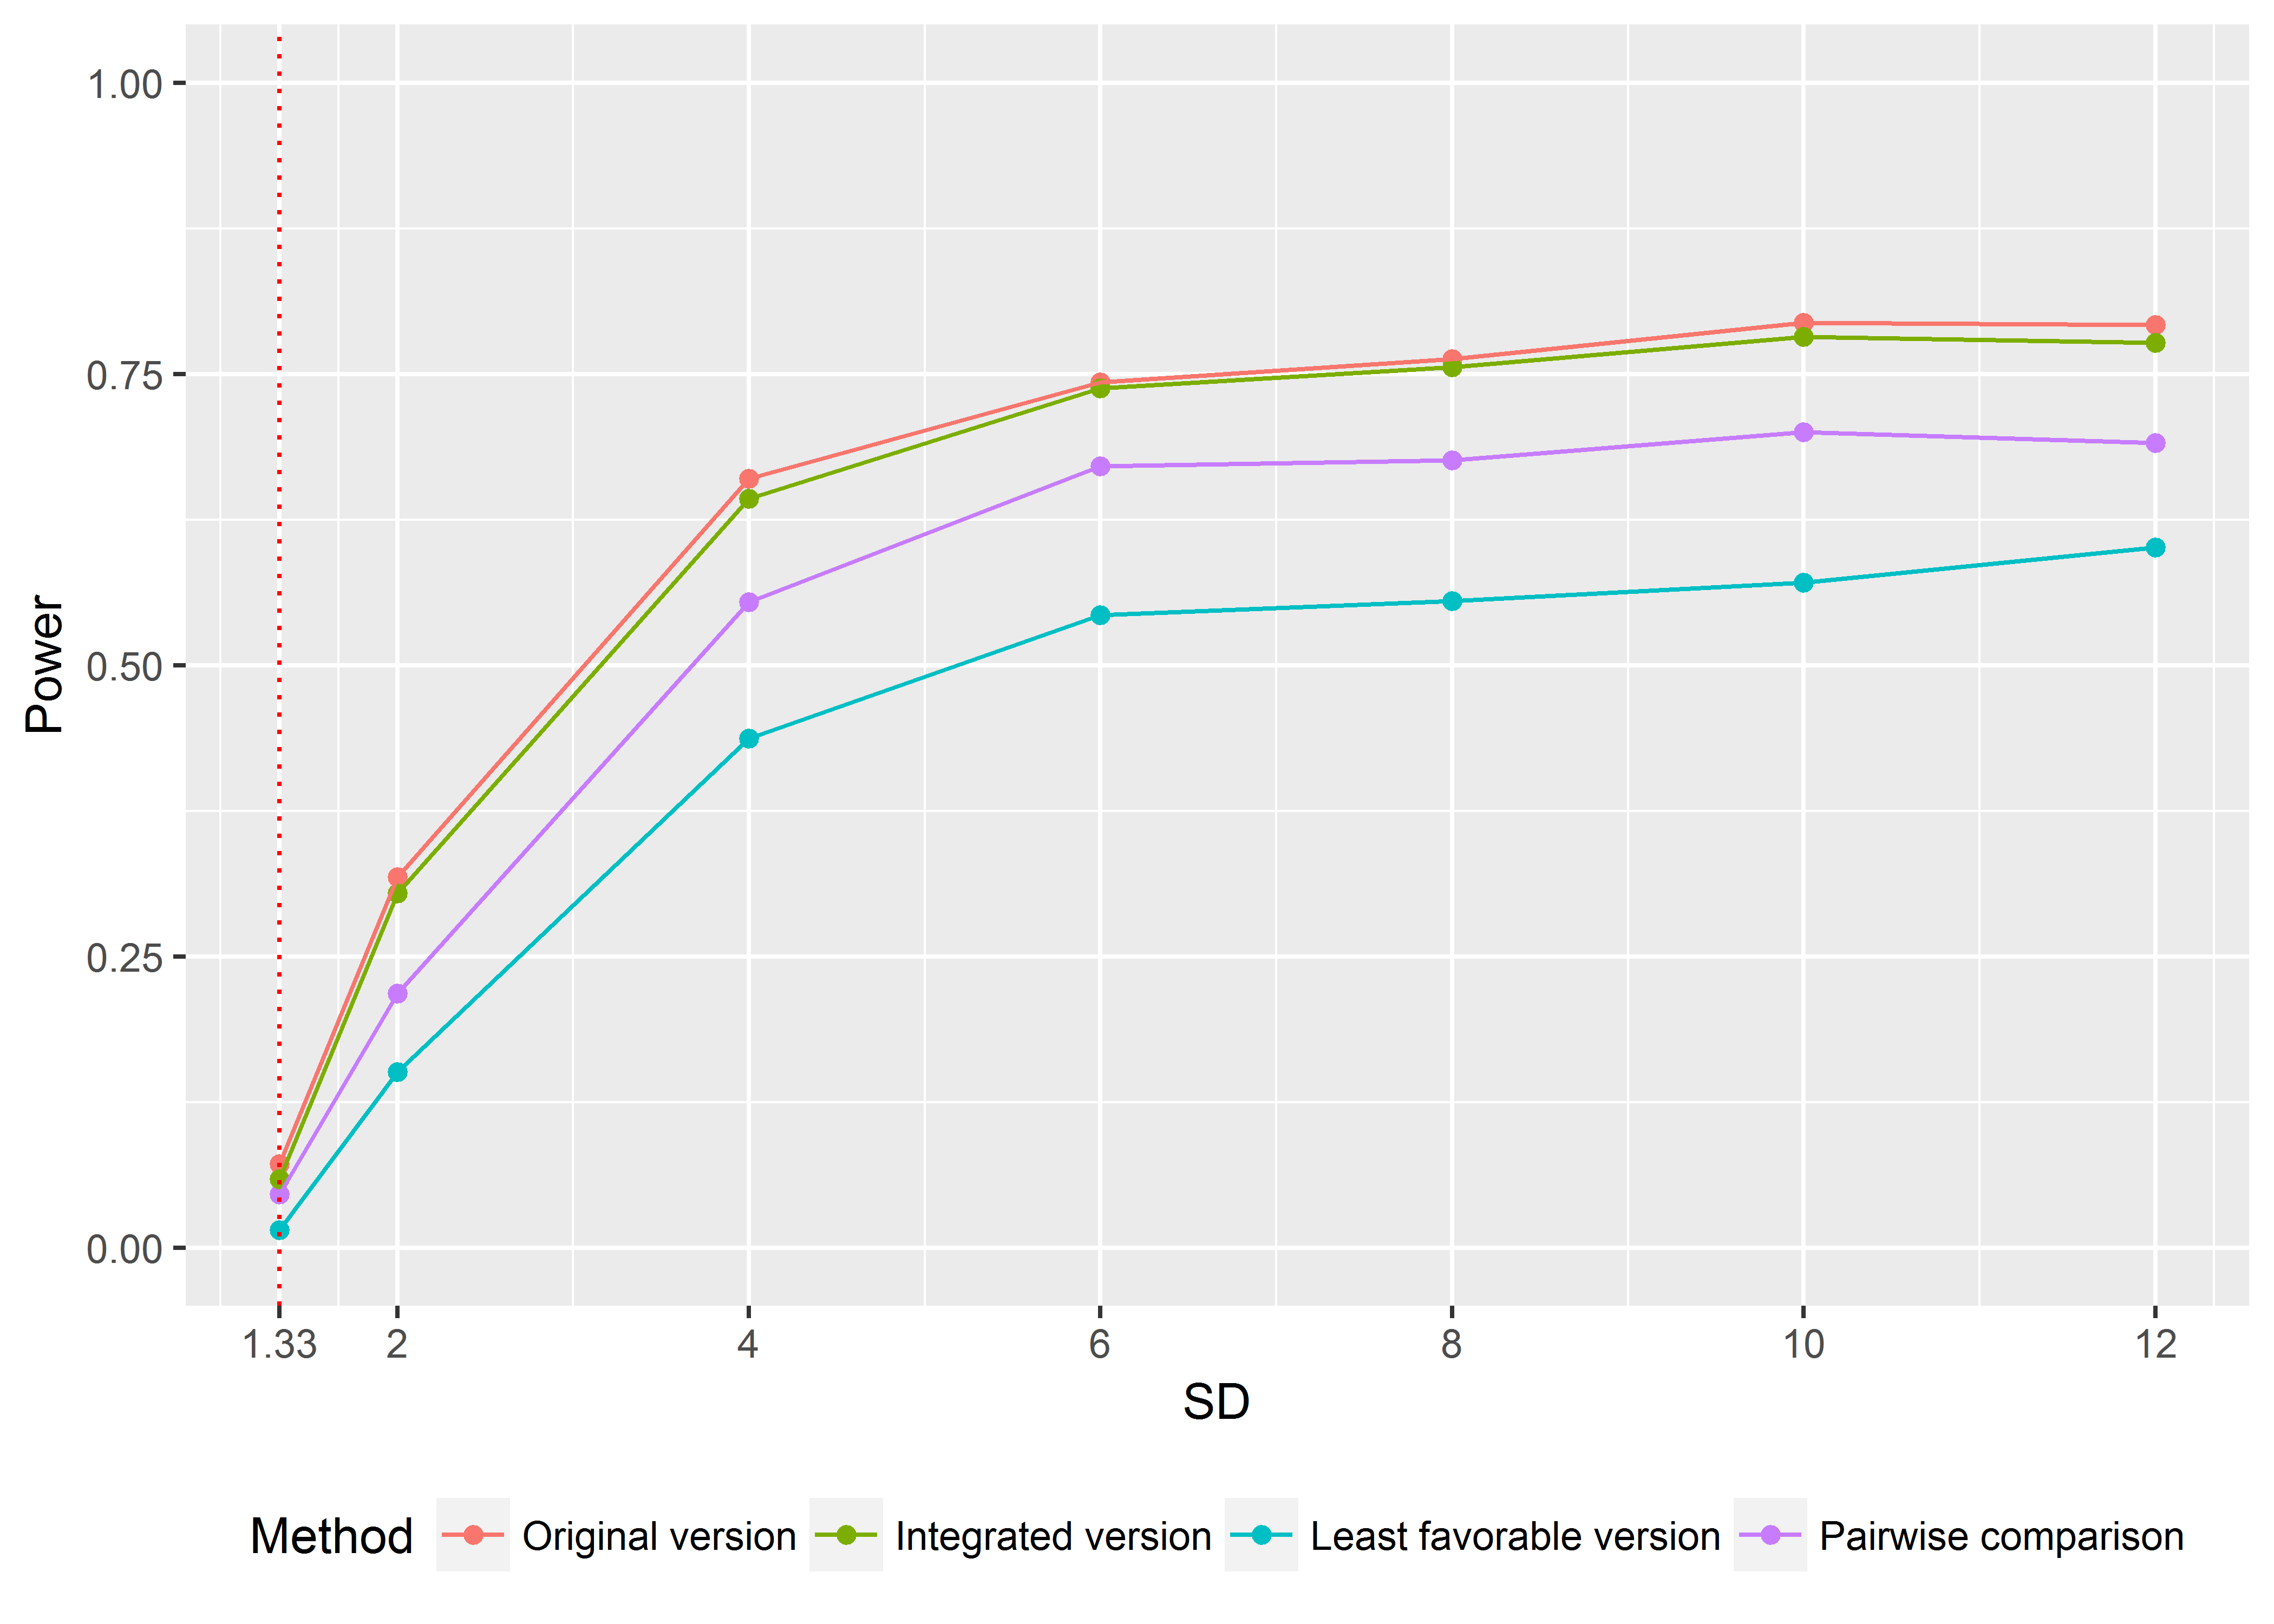 1.00
0.75
0.50
0.25
0.00
Power
1.33 2 4 6 8 10 12
SD
Method Original version Integrated version Least favorable version Pairwise comparison